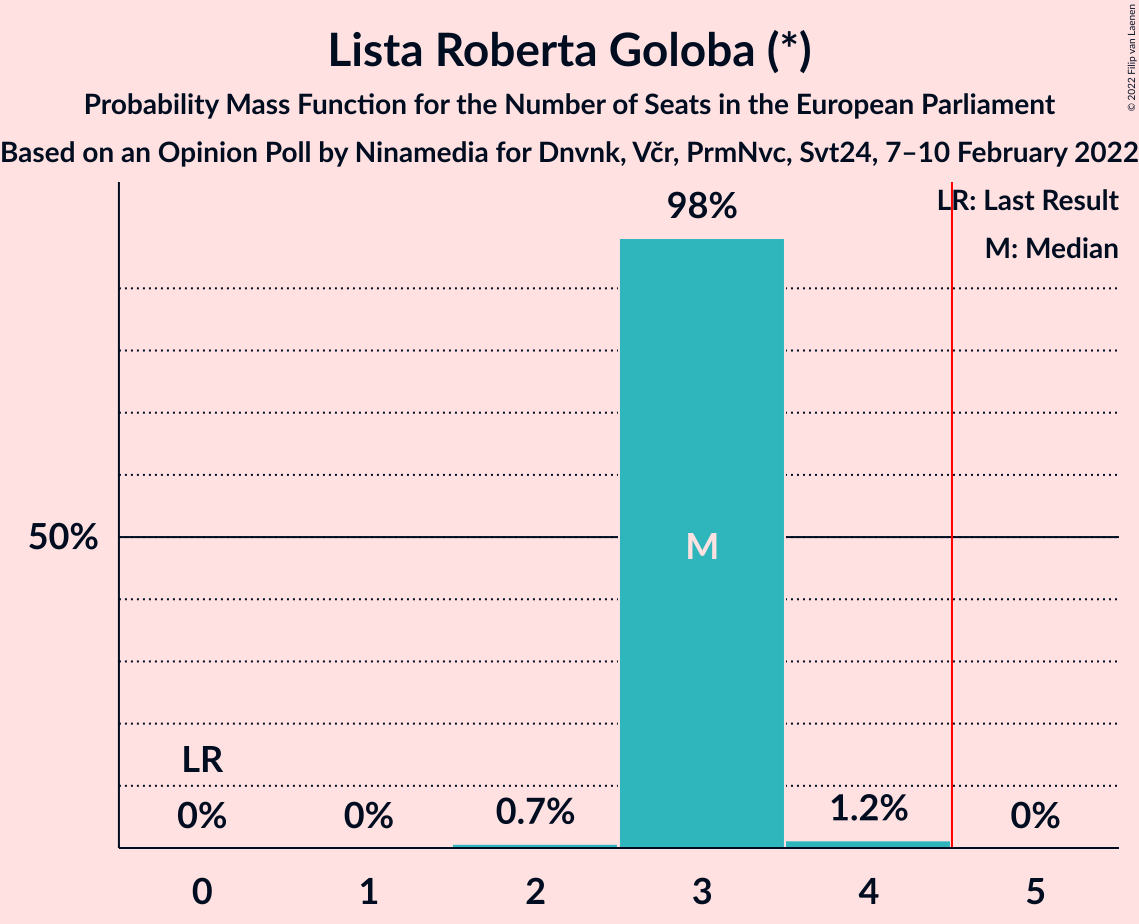 Lista Roberta Goloba (*)
Probability Mass Function for the Number of Seats in the European Parliament
Based on an Opinion Poll by Ninamedia for Dnvnk, Včr, PrmNvc, Svt24, 7–10 February 2022
© 2022 Filip van Laenen
98%
LR: Last Result
M: Median
50%
M
LR
0% 0% 0.7% 1.2% 0%
0 1 2 3 4 5